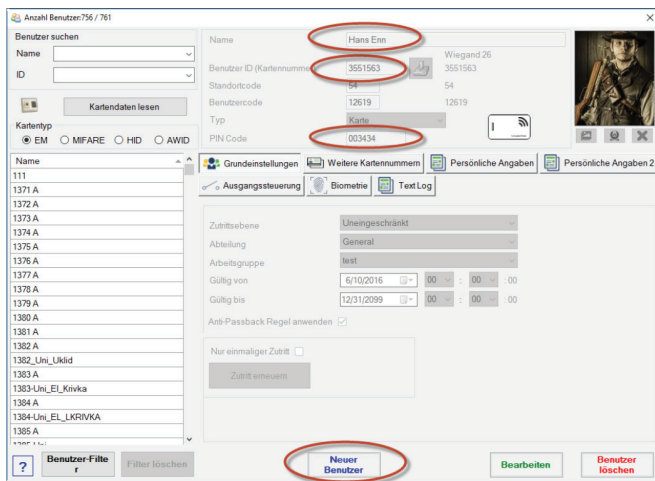 Anzahl Benutzer:756 / 761
Benutzer suchen
Name
ID
Kartendaten lesen
Kartentyp
EM MIFARE HID AWID
Name
111
1371 A
1372 A
1373 A
1374 A
1375 A
1376 A
1377 A
1378 A
1379 A
1380 A
1381 A
1382 A
1382_Uni_Uklid
1383 A
1383-Uni_El_Krivka
1384 A
1384-Uni_EL_LKRIVKA
1385 A
Name Hans Enn
Wiegand 26
Benutzer ID (Kartennumme 3551563 3551563
Standortcode 54 54
Benutzercode 12619 12619
Typ Karte
PIN Code 003434
Grundeinstellungen Weitere Kartennummern Persönliche Angaben Persönliche Angaben 2
Ausgangssteuerung Biometrie Text Log
Zutrittsebene Uneingeschränkt
Abteilung General
Arbeitsgruppe test
Gültig von 6/10/2016 00 : 00 :00
Gültig bis 12/31/2099 00 : 00 :00
Anti-Passback Regel anwenden
Nur einmaliger Zutritt
Zutritt erneuern
? Benutzer-Filte
r
Filter löschen
Neuer
Benutzer
Bearbeiten
Benutzer
löschen